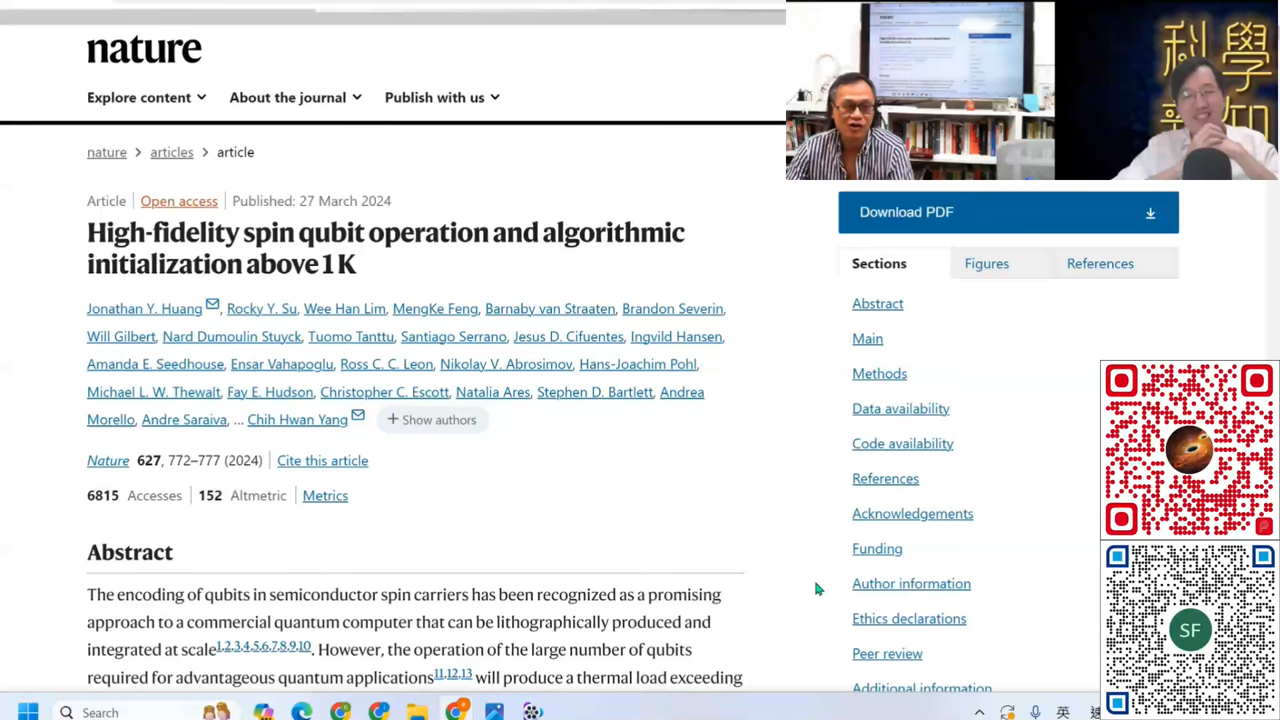 nature
Explore content
About the journal
Publish with us
nature > articles > article
Article | Open access | Published: 27 March 2024
High-fidelity spin qubit operation and algorithmic
initialization above 1 K
Jonathan Y. Huang, Rocky Y. Su, Wee Han Lim, MengKe Feng, Barnaby van Straaten, Brandon Severin,
Will Gilbert, Nard Dumoulin Stuyck, Tuomo Tanttu, Santiago Serrano, Jesus D. Cifuentes, Ingvild Hansen,
Amanda E. Seedhouse, Ensar Vahapoglu, Ross C. C. Leon, Nikolay V. Abrosimov, Hans-Joachim Pohl,
Michael L. W. Thewalt, Fay E. Hudson, Christopher C. Escott, Natalia Ares, Stephen D. Bartlett, Andrea
Morello, Andre Saraiva, ... Chih Hwan Yang + Show authors
Nature 627, 772–777 (2024) | Cite this article
6815 Accesses | 152 Altmetric | Metrics
Abstract
The encoding of qubits in semiconductor spin carriers has been recognized as a promising
approach to a commercial quantum computer that can be lithographically produced and
integrated at scale1,2,3,4,5,6,7,8,9,10. However, the operation of the large number of qubits
required for advantageous quantum applications11,12,13 will produce a thermal load exceeding
科學
知
Download PDF
Sections
Figures
References
Abstract
Main
Methods
Data availability
Code availability
References
Acknowledgements
Funding
Author information
Ethics declarations
Peer review
Additional information
SF
Search
英